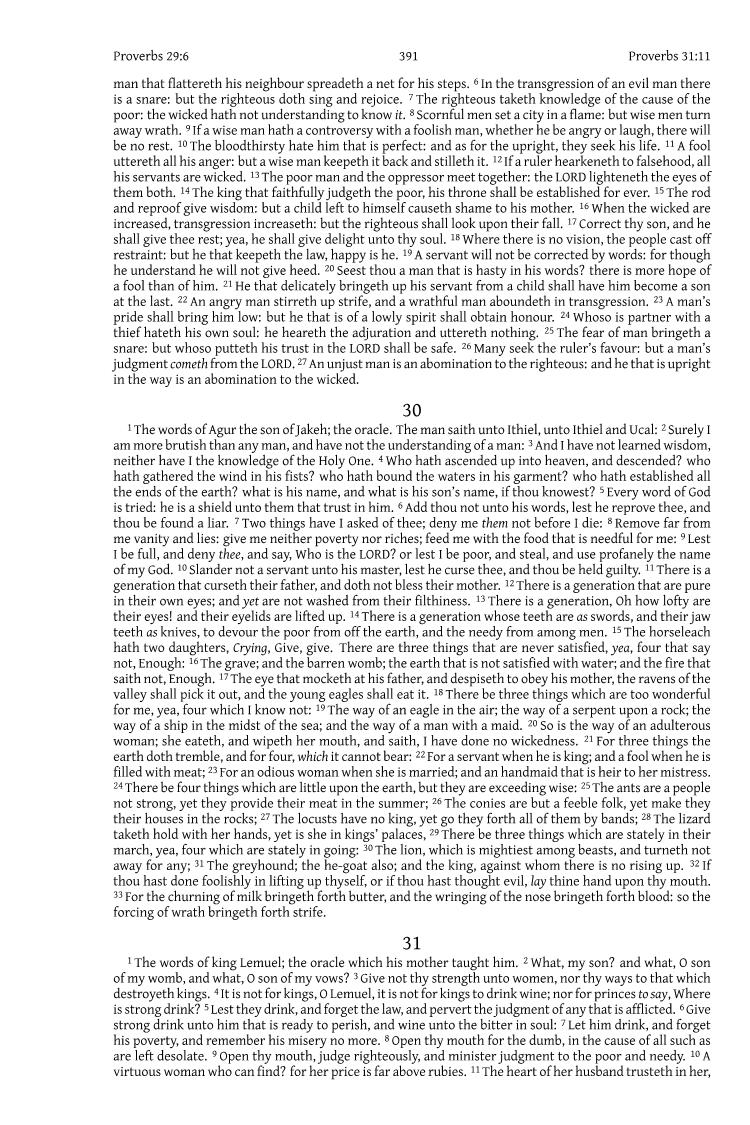 Proverbs 29:6 391 Proverbs 31:11
man that flattereth his neighbour spreadeth a net for his steps. 6 In the transgression of an evil man there
is a snare: but the righteous doth sing and rejoice. 7 The righteous taketh knowledge of the cause of the
poor: the wicked hath not understanding to know it. 8 Scornful men set a city in a flame: but wise men turn
away wrath. 9 If a wise man hath a controversy with a foolish man, whether he be angry or laugh, there will
be no rest. 10 The bloodthirsty hate him that is perfect: and as for the upright, they seek his life. 11 A fool
uttereth all his anger: but a wise man keepeth it back and stilleth it. 12 If a ruler hearkeneth to falsehood, all
his servants are wicked. 13 The poor man and the oppressor meet together: the LORD lighteneth the eyes of
them both. 14 The king that faithfully judgeth the poor, his throne shall be established for ever. 15 The rod
and reproof give wisdom: but a child left to himself causeth shame to his mother. 16 When the wicked are
increased, transgression increaseth: but the righteous shall look upon their fall. 17 Correct thy son, and he
shall give thee rest; yea, he shall give delight unto thy soul. 18 Where there is no vision, the people cast off
restraint: but he that keepeth the law, happy is he. 19 A servant will not be corrected by words: for though
he understand he will not give heed. 20 Seest thou a man that is hasty in his words? there is more hope of
a fool than of him. 21 He that delicately bringeth up his servant from a child shall have him become a son
at the last. 22 An angry man stirreth up strife, and a wrathful man aboundeth in transgression. 23 A man's
pride shall bring him low: but he that is of a lowly spirit shall obtain honour. 24 Whoso is partner with a
thief hateth his own soul: he heareth the adjuration and uttereth nothing. 25 The fear of man bringeth a
snare: but whoso putteth his trust in the LORD shall be safe. 26 Many seek the ruler's favour: but a man's
judgment cometh from the LORD. 27 An unjust man is an abomination to the righteous: and he that is upright
in the way is an abomination to the wicked.
30
1 The words of Agur the son of Jakeh; the oracle. The man saith unto Ithiel, unto Ithiel and Ucal: 2 Surely I
am more brutish than any man, and have not the understanding of a man: 3 And I have not learned wisdom,
neither have I the knowledge of the Holy One. 4 Who hath ascended up into heaven, and descended? who
hath gathered the wind in his fists? who hath bound the waters in his garment? who hath established all
the ends of the earth? what is his name, and what is his son's name, if thou knowest? 5 Every word of God
is tried: he is a shield unto them that trust in him. 6 Add thou not unto his words, lest he reprove thee, and
thou be found a liar. 7 Two things have I asked of thee; deny me them not before I die: 8 Remove far from
me vanity and lies: give me neither poverty nor riches; feed me with the food that is needful for me: 9 Lest
I be full, and deny thee, and say, Who is the LORD? or lest I be poor, and steal, and use profanely the name
of my God. 10 Slander not a servant unto his master, lest he curse thee, and thou be held guilty. 11 There is a
generation that curseth their father, and doth not bless their mother. 12 There is a generation that are pure
in their own eyes; and yet are not washed from their filthiness. 13 There is a generation, Oh how lofty are
their eyes! and their eyelids are lifted up. 14 There is a generation whose teeth are as swords, and their jaw
teeth as knives, to devour the poor from off the earth, and the needy from among men. 15 The horseleach
hath two daughters, Crying, Give, give. There are three things that are never satisfied, yea, four that say
not, Enough: 16 The grave; and the barren womb; the earth that is not satisfied with water; and the fire that
saith not, Enough. 17 The eye that mocketh at his father, and despiseth to obey his mother, the ravens of the
valley shall pick it out, and the young eagles shall eat it. 18 There be three things which are too wonderful
for me, yea, four which I know not: 19 The way of an eagle in the air; the way of a serpent upon a rock; the
way of a ship in the midst of the sea; and the way of a man with a maid. 20 So is the way of an adulterous
woman; she eateth, and wipeth her mouth, and saith, I have done no wickedness. 21 For three things the
earth doth tremble, and for four, which it cannot bear: 22 For a servant when he is king; and a fool when he is
filled with meat; 23 For an odious woman when she is married; and an handmaid that is heir to her mistress.
24 There be four things which are little upon the earth, but they are exceeding wise: 25 The ants are a people
not strong, yet they provide their meat in the summer; 26 The conies are but a feeble folk, yet make they
their houses in the rocks; 27 The locusts have no king, yet go they forth all of them by bands; 28 The lizard
taketh hold with her hands, yet is she in kings' palaces, 29 There be three things which are stately in their
march, yea, four which are stately in going: 30 The lion, which is mightiest among beasts, and turneth not
away for any; 31 The greyhound; the he-goat also; and the king, against whom there is no rising up. 32 If
thou hast done foolishly in lifting up thyself, or if thou hast thought evil, lay thine hand upon thy mouth.
33 For the churning of milk bringeth forth butter, and the wringing of the nose bringeth forth blood: so the
forcing of wrath bringeth forth strife.
31
1 The words of king Lemuel; the oracle which his mother taught him. 2 What, my son? and what, O son
of my womb, and what, O son of my vows? 3 Give not thy strength unto women, nor thy ways to that which
destroyeth kings. 4 It is not for kings, O Lemuel, it is not for kings to drink wine; nor for princes to say, Where
is strong drink? 5 Lest they drink, and forget the law, and pervert the judgment of any that is afflicted. 6 Give
strong drink unto him that is ready to perish, and wine unto the bitter in soul: 7 Let him drink, and forget
his poverty, and remember his misery no more. 8 Open thy mouth for the dumb, in the cause of all such as
are left desolate. 9 Open thy mouth, judge righteously, and minister judgment to the poor and needy. 10 A
virtuous woman who can find? for her price is far above rubies. 11 The heart of her husband trusteth in her,